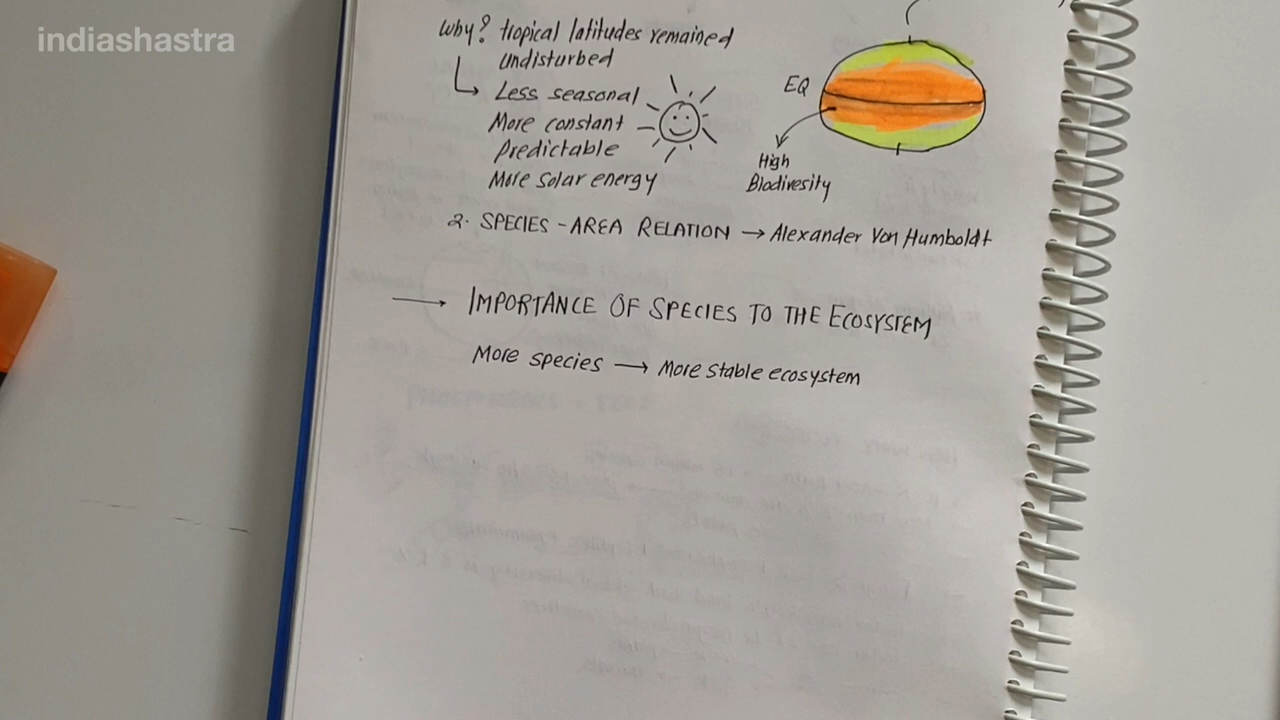 indiashastra
Why? tropical latitudes remained
undisturbed
Less seasonal
More constant
Predictable
More solar energy
EQ
High
Biodivesity
2. SPECIES - AREA RELATION → Alexander Von Humboldt
→ IMPORTANCE OF SPECIES TO THE ECOSYSTEM
More species → More stable ecosystem